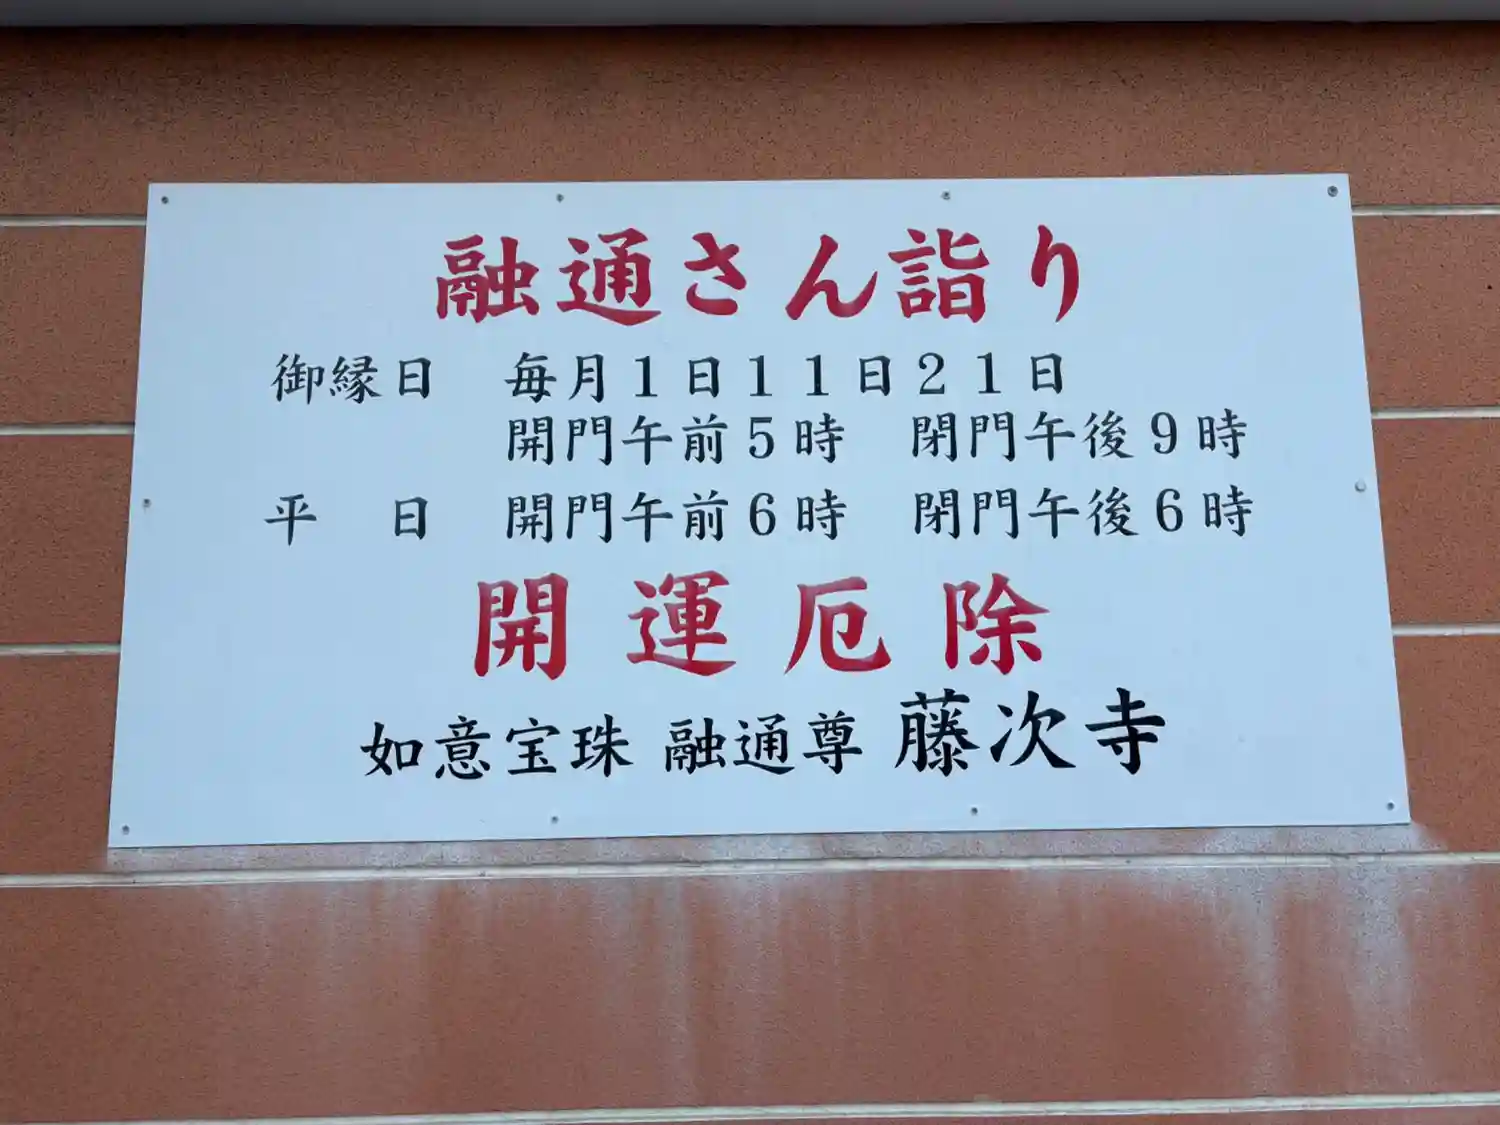 融通さん詣り
御縁日　毎月1日11日21日
開門午前5時　閉門午後9時
平　日　開門午前6時　閉門午後6時
開運厄除
如意宝珠 融通尊 藤次寺